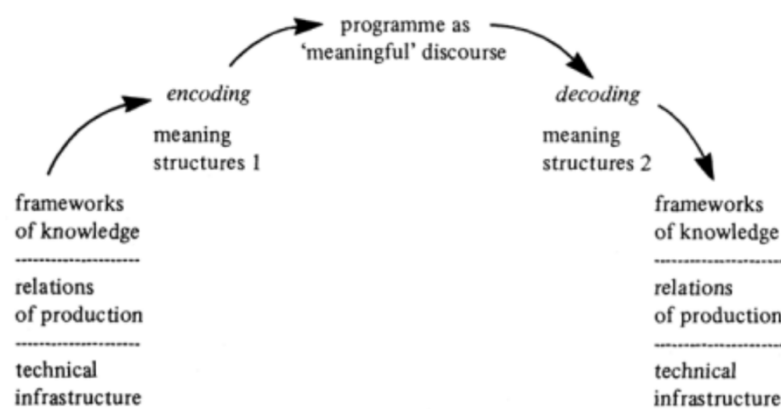 programme as
‘meaningful’ discourse
encoding
meaning
structures 1
decoding
meaning
structures 2
frameworks
of knowledge
relations
of production
technical
infrastructure
frameworks
of knowledge
relations
of production
technical
infrastructure